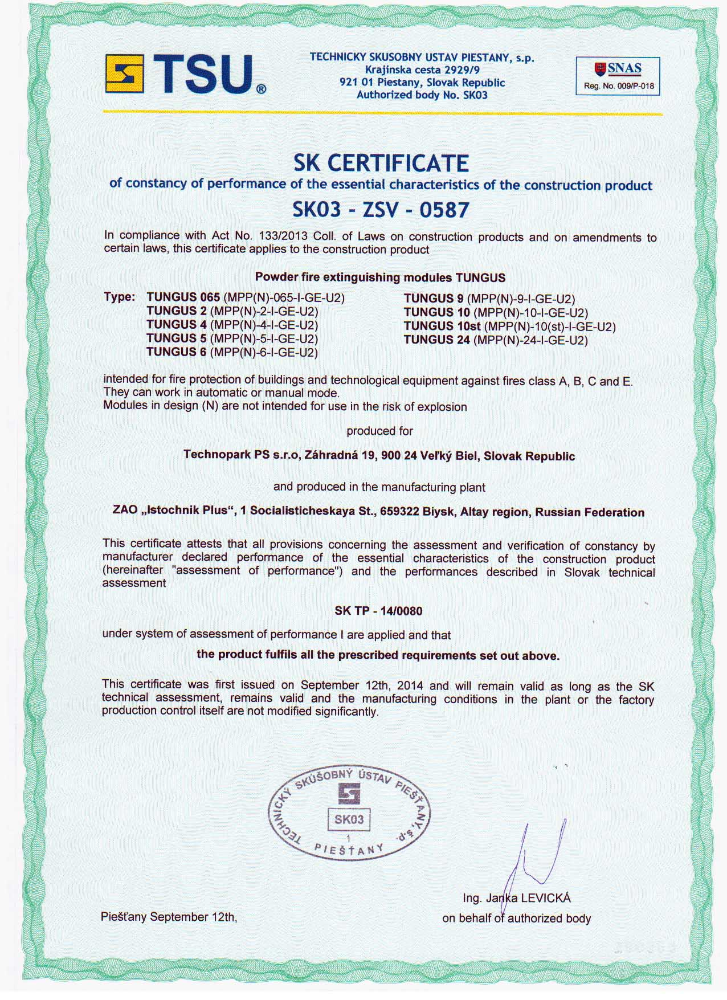 TSU®
TECHNICKY SKUSOBNY USTAV PIESTANY, s.p.
Krajinska cesta 2929/9
921 01 Piestany, Slovak Republic
Authorized body No. SK03
SNAS
Reg. No. 009/P-018
SK CERTIFICATE
of constancy of performance of the essential characteristics of the construction product
SK03 - ZSV - 0587
In compliance with Act No. 133/2013 Coll. of Laws on construction products and on amendments to
certain laws, this certificate applies to the construction product
Powder fire extinguishing modules TUNGUS
Type: TUNGUS 065 (MPP(N)-065-I-GE-U2)
TUNGUS 2 (MPP(N)-2-I-GE-U2)
TUNGUS 4 (MPP(N)-4-I-GE-U2)
TUNGUS 5 (MPP(N)-5-I-GE-U2)
TUNGUS 6 (MPP(N)-6-I-GE-U2)
TUNGUS 9 (MPP(N)-9-I-GE-U2)
TUNGUS 10 (MPP(N)-10-I-GE-U2)
TUNGUS 10st (MPP(N)-10(st)-I-GE-U2)
TUNGUS 24 (MPP(N)-24-I-GE-U2)
intended for fire protection of buildings and technological equipment against fires class A, B, C and E.
They can work in automatic or manual mode.
Modules in design (N) are not intended for use in the risk of explosion
produced for
Technopark PS s.r.o, Záhradná 19, 900 24 Veľký Biel, Slovak Republic
and produced in the manufacturing plant
ZAO „Istochnik Plus“, 1 Socialisticheskaya St., 659322 Biysk, Altay region, Russian Federation
This certificate attests that all provisions concerning the assessment and verification of constancy by
manufacturer declared performance of the essential characteristics of the construction product
(hereinafter "assessment of performance") and the performances described in Slovak technical
assessment
SK TP - 14/0080
under system of assessment of performance I are applied and that
the product fulfils all the prescribed requirements set out above.
This certificate was first issued on September 12th, 2014 and will remain valid as long as the SK
technical assessment, remains valid and the manufacturing conditions in the plant or the factory
production control itself are not modified significantly.
TECHNICKÝ SKÚŠOBNÝ ÚSTAV PIEŠŤANY, š.p.
SK03
1
PIEŠŤANY
Ing. Janka LEVICKÁ
Piešťany September 12th,
on behalf of authorized body